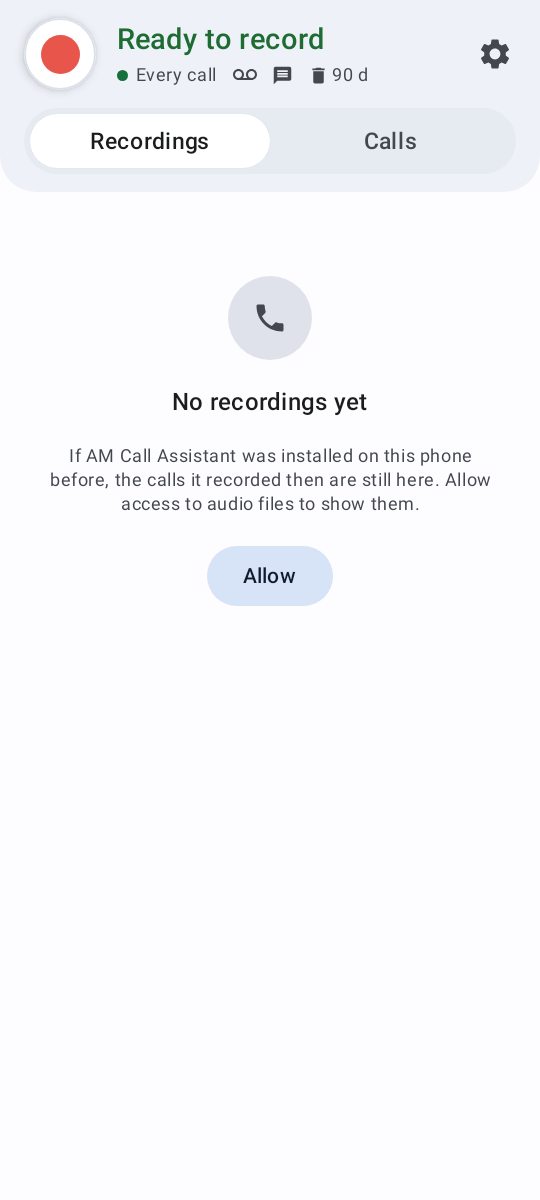 Ready to record
Every call
90 d
Recordings
Calls
No recordings yet
If AM Call Assistant was installed on this phone
before, the calls it recorded then are still here. Allow
access to audio files to show them.
Allow